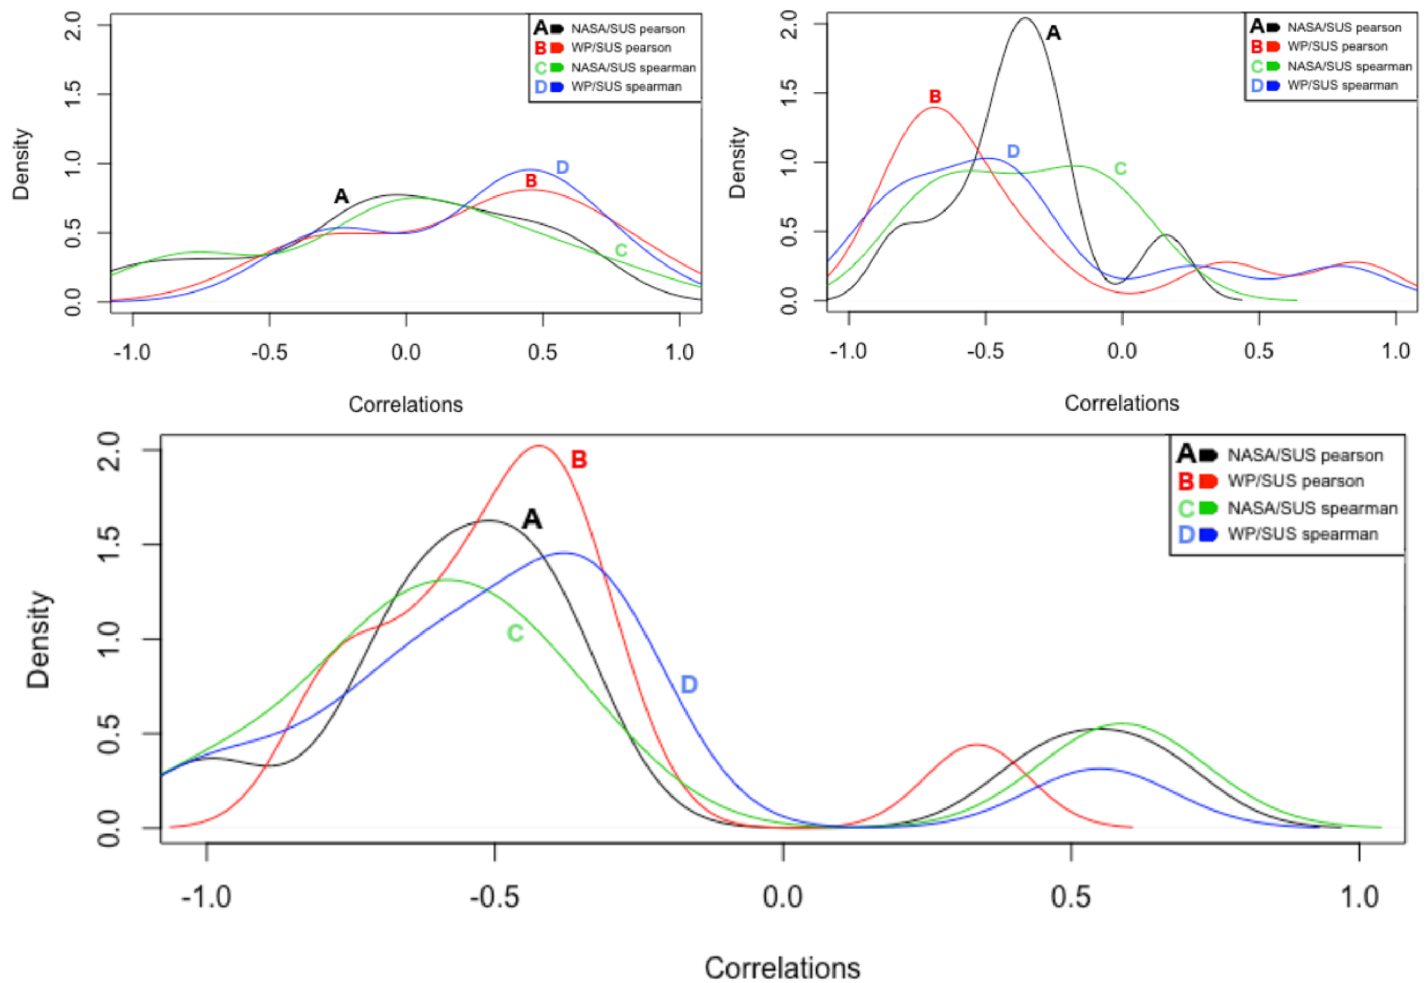 A NASA/SUS pearson
B WP/SUS pearson
C NASA/SUS spearman
D WP/SUS spearman
Density
0.0 0.5 1.0 1.5 2.0
A
B
C
D
-1.0 -0.5 0.0 0.5 1.0
Correlations
A NASA/SUS pearson
B WP/SUS pearson
C NASA/SUS spearman
D WP/SUS spearman
Density
0.0 0.5 1.0 1.5 2.0
A
B
C
D
-1.0 -0.5 0.0 0.5 1.0
Correlations
A NASA/SUS pearson
B WP/SUS pearson
C NASA/SUS spearman
D WP/SUS spearman
Density
0.0 0.5 1.0 1.5 2.0
B
A
C
D
-1.0 -0.5 0.0 0.5 1.0
Correlations